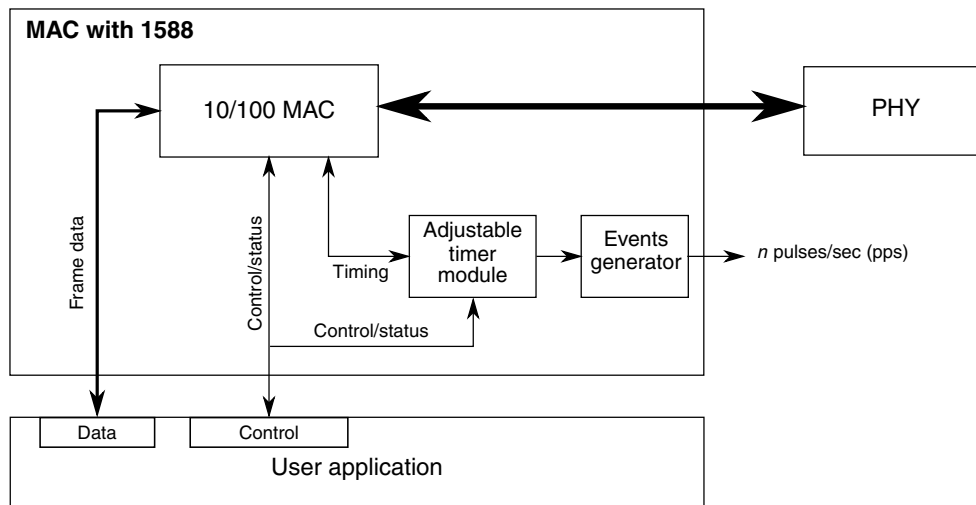 MAC with 1588
10/100 MAC
PHY
Frame data
Control/status
Timing
Adjustable
timer
module
Events
generator
n pulses/sec (pps)
Control/status
Data
Control
User application